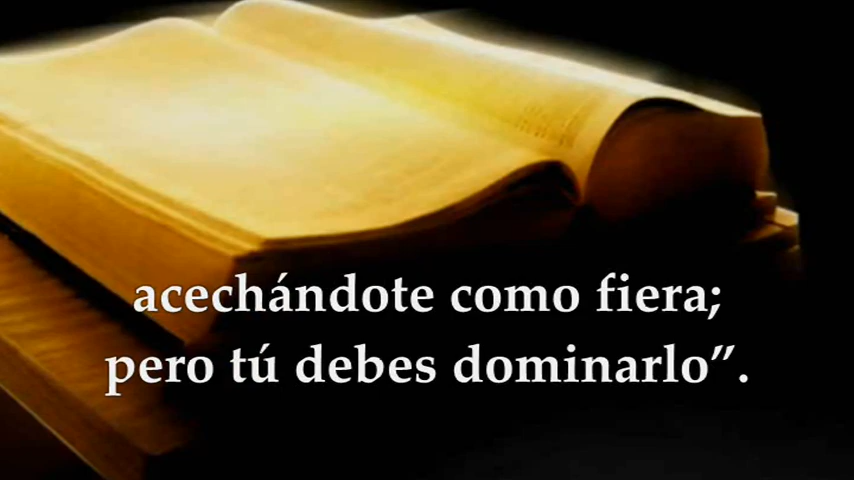 acechándote como fiera;
pero tú debes dominarlo”.